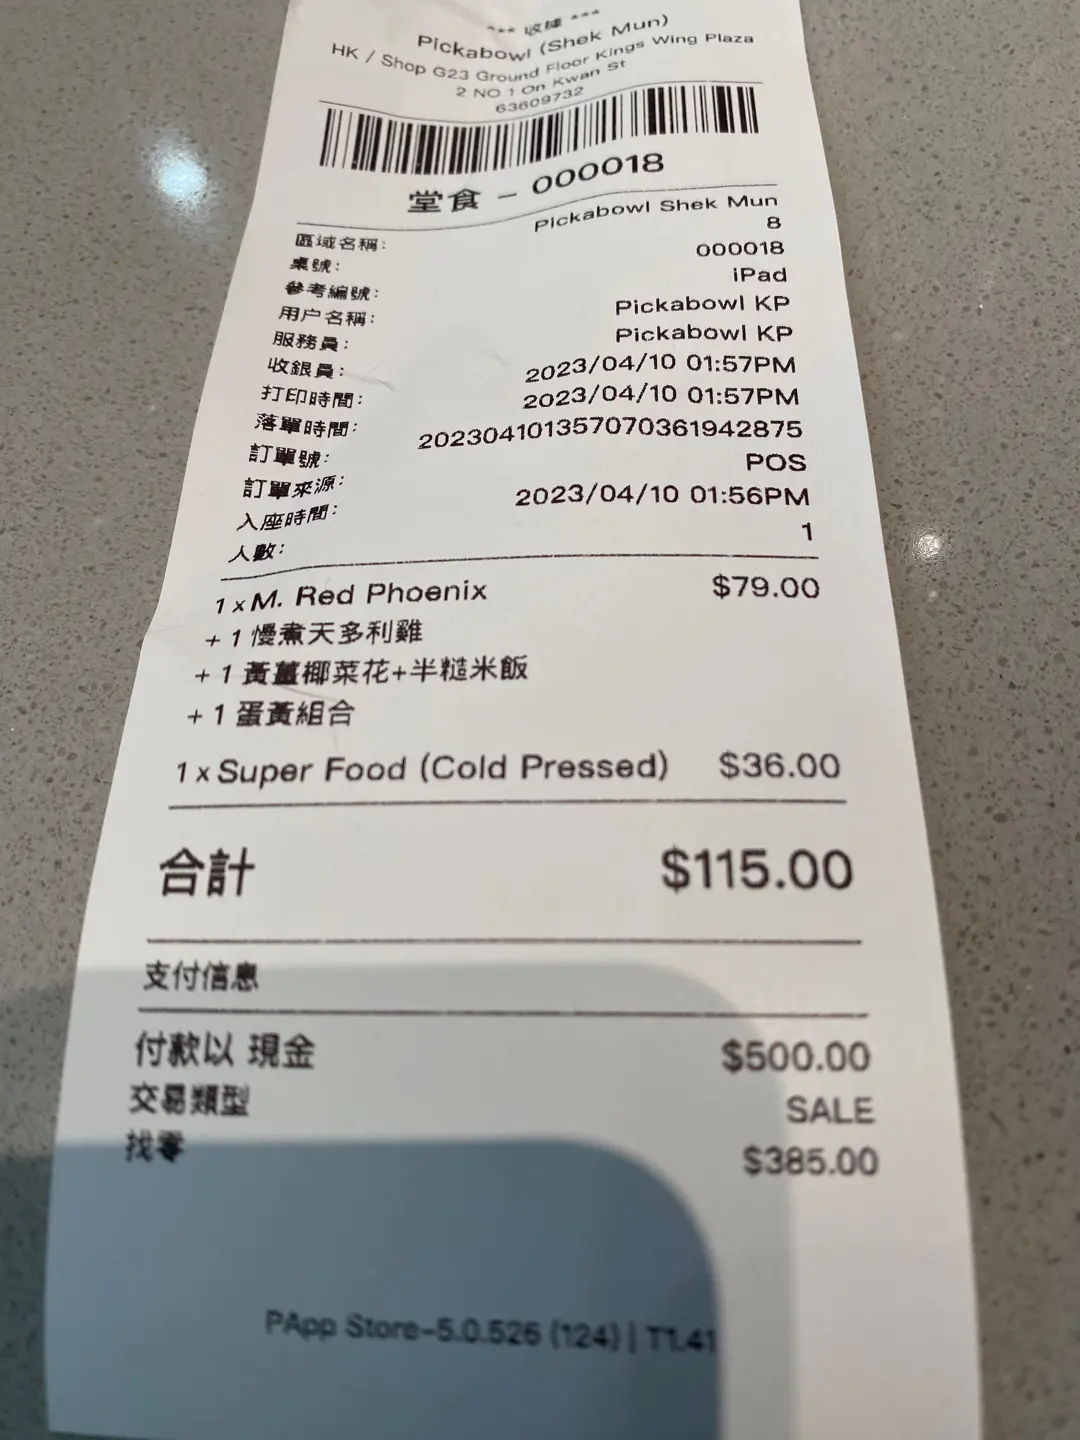 *** 收據 ***
Pickabowl (Shek Mun)
HK / Shop G23 Ground Floor Kings Wing Plaza
2 NO 1 On Kwan St
63609732
堂食 - 000018
區域名稱: Pickabowl Shek Mun
桌號: 8
參考編號: 000018
用户名稱: iPad
服務員: Pickabowl KP
收銀員: Pickabowl KP
打印時間: 2023/04/10 01:57PM
落單時間: 2023/04/10 01:57PM
訂單號: 202304101357070361942875
訂單來源: POS
入座時間: 2023/04/10 01:56PM
人數: 1
1 x M. Red Phoenix $79.00
+ 1 慢煮天多利雞
+ 1 黃薑椰菜花+半糙米飯
+ 1 蛋黃組合
1 x Super Food (Cold Pressed) $36.00
合計 $115.00
支付信息
付款以 現金 $500.00
交易類型 SALE
找零 $385.00
PApp Store-5.0.526 (124) | T1.41